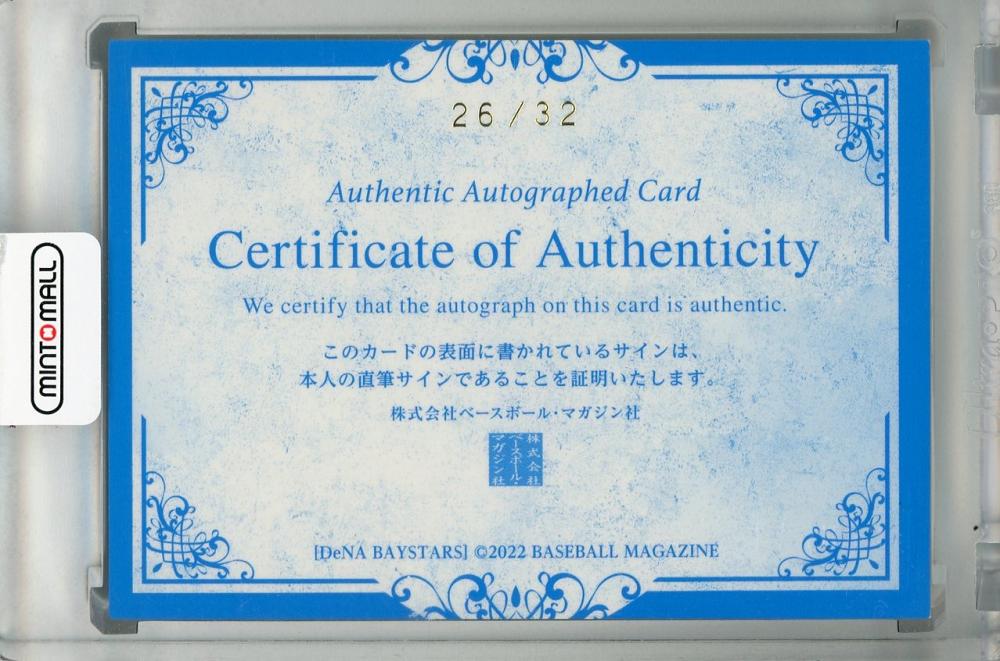 26/32
Authentic Autographed Card
Certificate of Authenticity
We certify that the autograph on this card is authentic.
このカードの表面に書かれているサインは、
本人の直筆サインであることを証明いたします。
株式会社ベースボール・マガジン社
株式会社
ベースボール・
マガジン社
[DeNA BAYSTARS] ©2022 BASEBALL MAGAZINE
MINTMALL